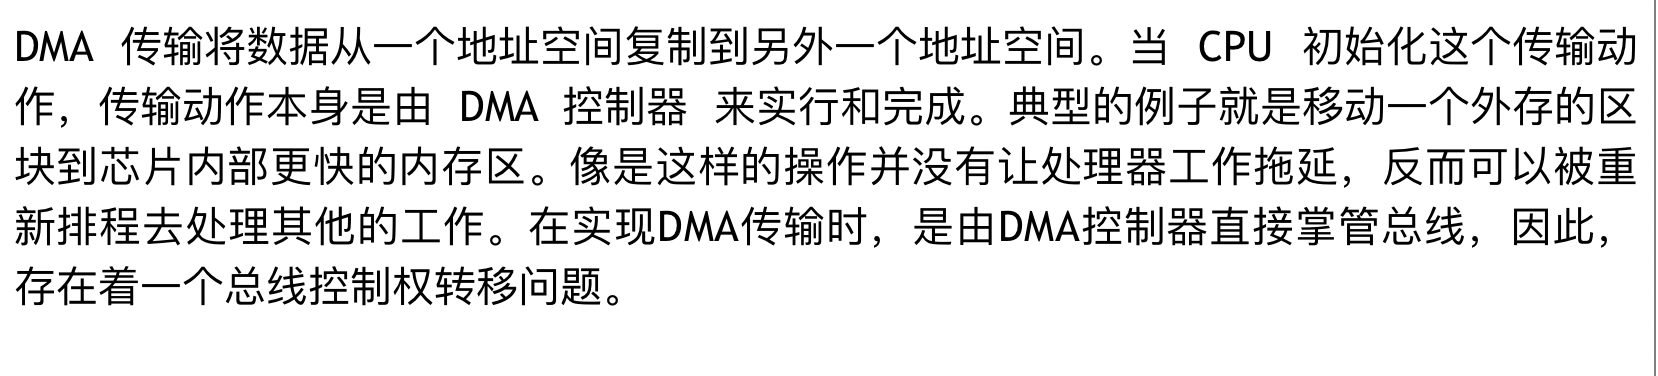 DMA 传输将数据从一个地址空间复制到另外一个地址空间。当 CPU 初始化这个传输动
作，传输动作本身是由 DMA 控制器 来实行和完成。典型的例子就是移动一个外存的区
块到芯片内部更快的内存区。像是这样的操作并没有让处理器工作拖延，反而可以被重
新排程去处理其他的工作。在实现DMA传输时，是由DMA控制器直接掌管总线，因此，
存在着一个总线控制权转移问题。